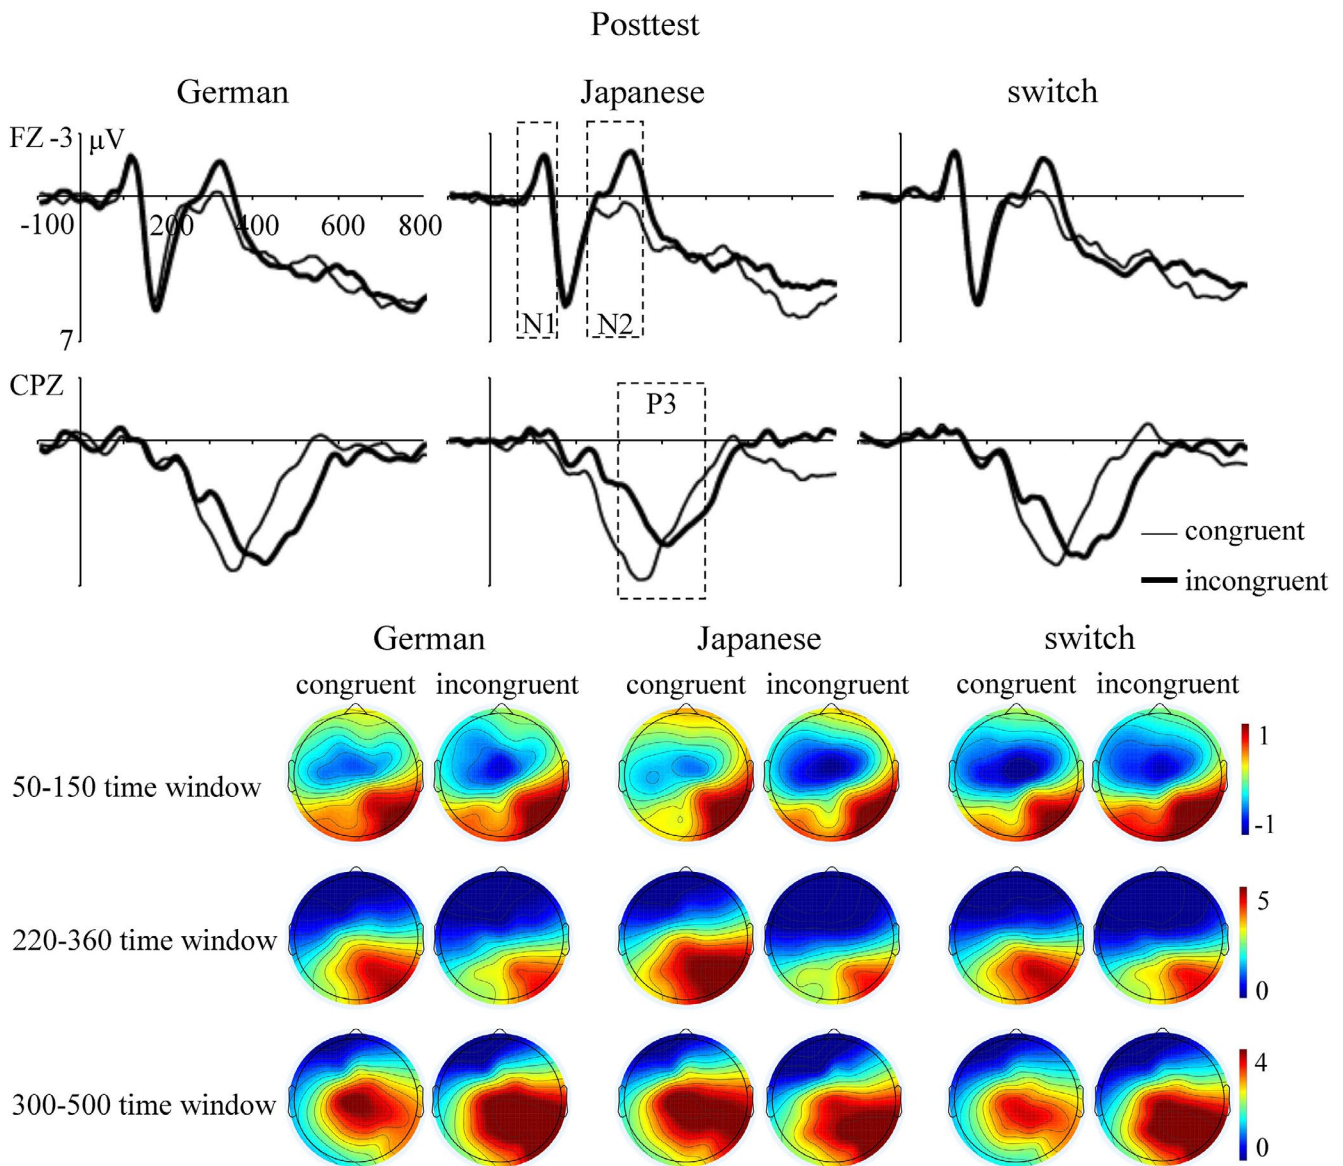 Posttest
German Japanese switch
FZ -3 μV
-100 200 400 600 800
7 N1 N2
CPZ
P3
congruent
incongruent
German Japanese switch
congruent incongruent congruent incongruent congruent incongruent
50-150 time window 1 -1
220-360 time window 5 0
300-500 time window 4 0